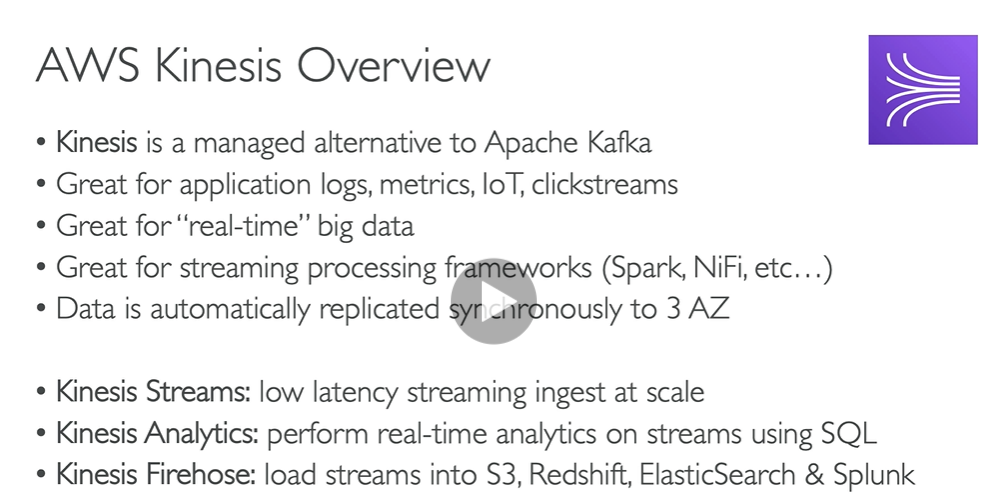 AWS Kinesis Overview
• Kinesis is a managed alternative to Apache Kafka
• Great for application logs, metrics, IoT, clickstreams
• Great for “real-time” big data
• Great for streaming processing frameworks (Spark, NiFi, etc…)
• Data is automatically replicated synchronously to 3 AZ
• Kinesis Streams: low latency streaming ingest at scale
• Kinesis Analytics: perform real-time analytics on streams using SQL
• Kinesis Firehose: load streams into S3, Redshift, ElasticSearch & Splunk